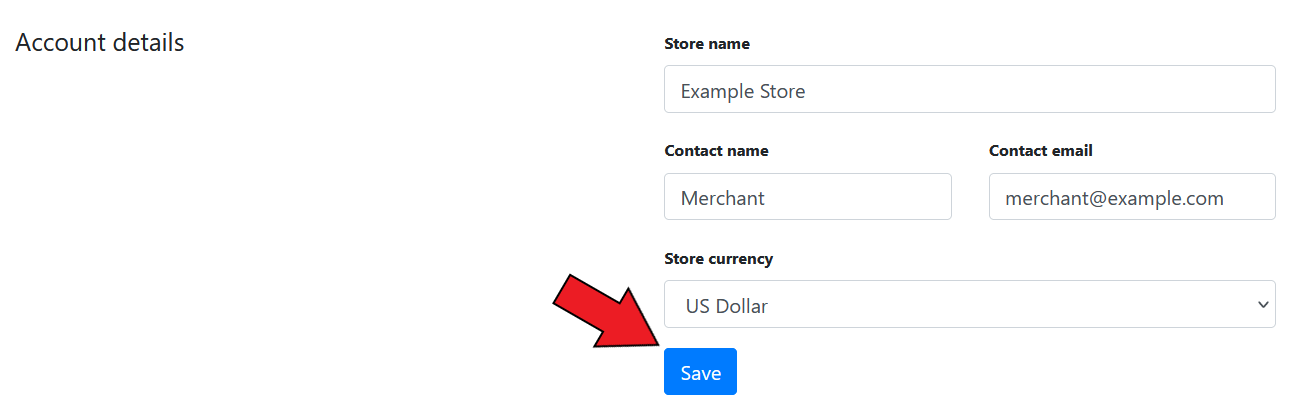 Account details
Store name
Example Store
Contact name
Contact email
Merchant
merchant@example.com
Store currency
US Dollar
Save